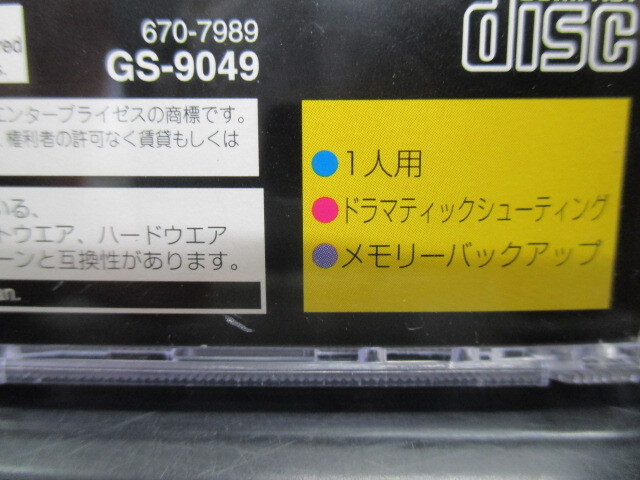 670-7989
GS-9049
disc
エンタープライゼスの商標です。
権利者の許可なく賃貸もしくは
●1人用
●ドラマティックシューティング
●メモリーバックアップ
いる、
トウエア、ハードウエア
ーンと互換性があります。